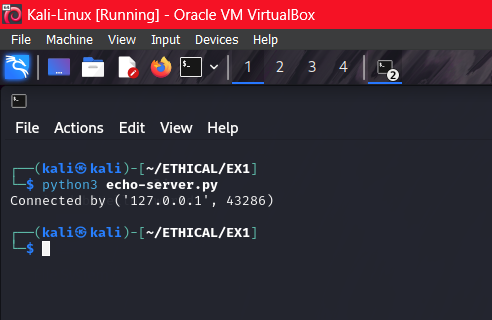 Kali-Linux [Running] - Oracle VM VirtualBox
File Machine View Input Devices Help
1 2 3 4 2
File Actions Edit View Help
┌──(kali㉿kali)-[~/ETHICAL/EX1]
└─$ python3 echo-server.py
Connected by ('127.0.0.1', 43286)
┌──(kali㉿kali)-[~/ETHICAL/EX1]
└─$